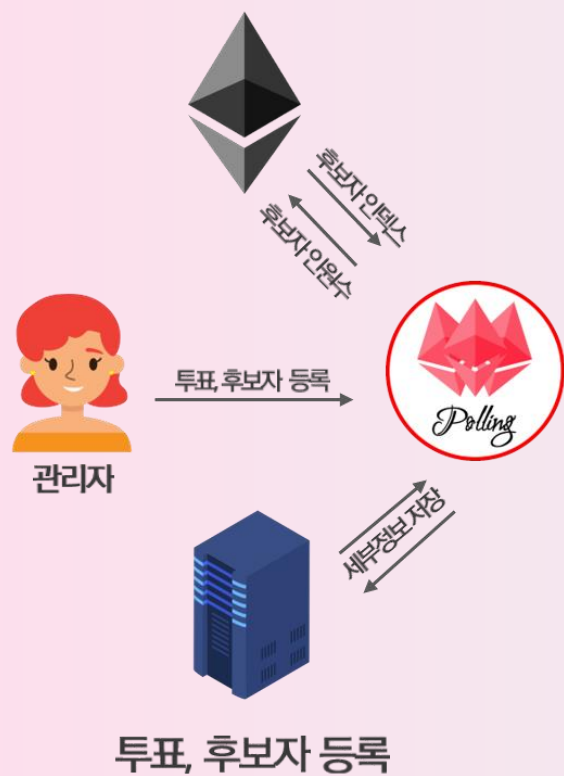 후보자 인덱스
후보자 인원수
투표, 후보자 등록
Polling
관리자
세부정보 저장
투표, 후보자 등록